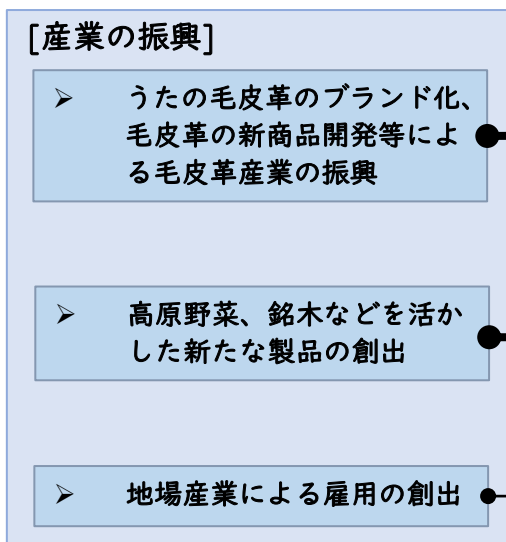 [産業の振興]
➢ うたの毛皮革のブランド化、
毛皮革の新商品開発等によ
る毛皮革産業の振興
➢ 高原野菜、銘木などを活か
した新たな製品の創出
➢ 地場産業による雇用の創出